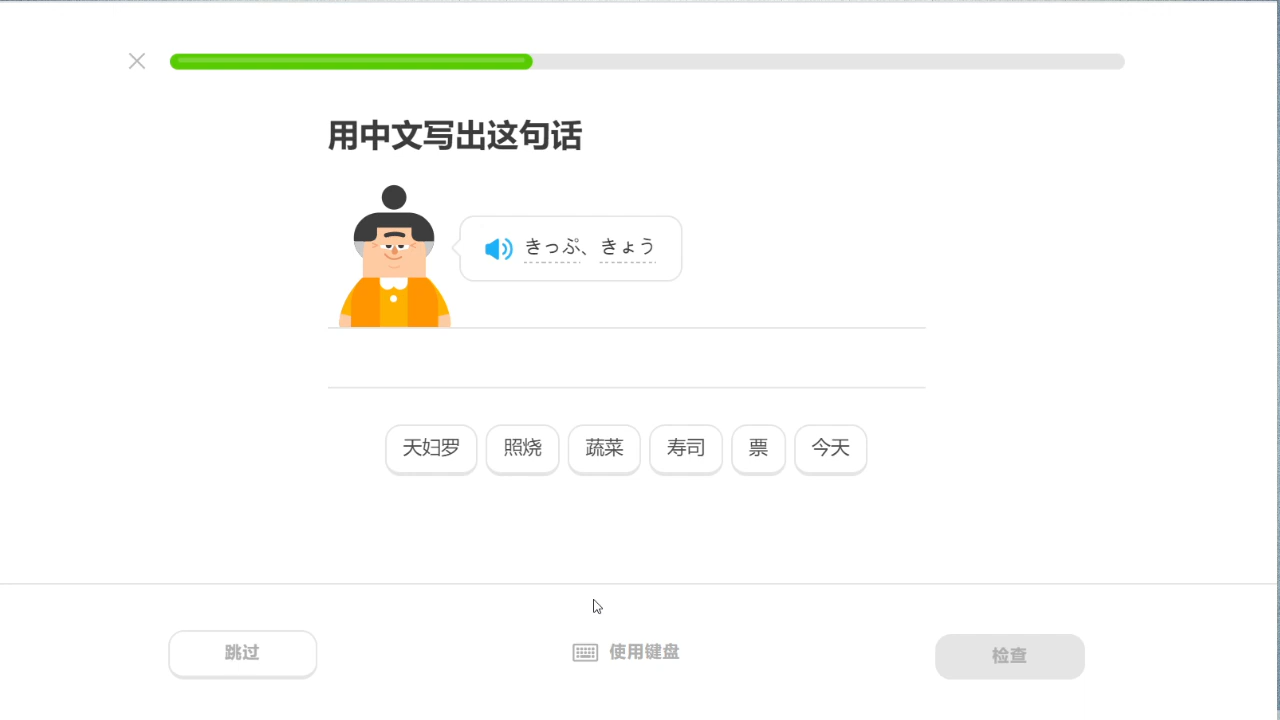 用中文写出这句话
きっぷ、きょう
天妇罗 照烧 蔬菜 寿司 票 今天
跳过 使用键盘 检查